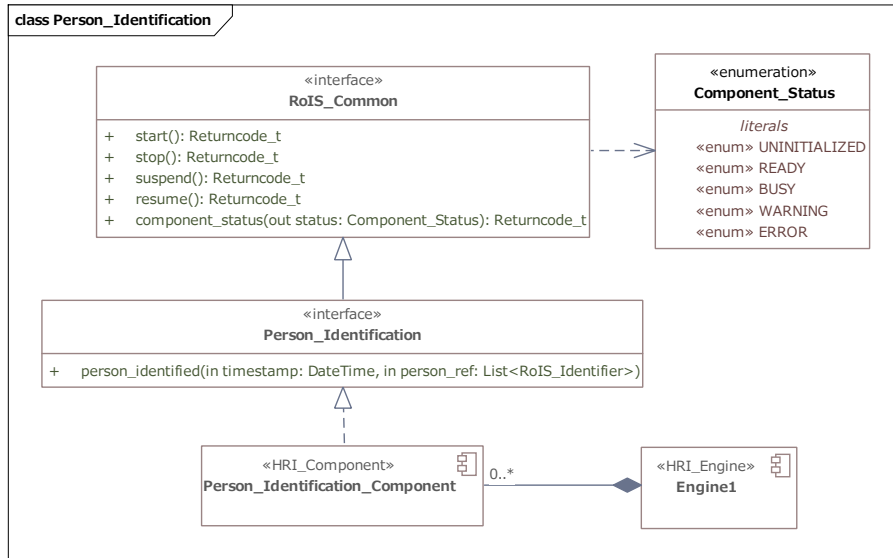 class Person_Identification
«interface»
RoIS_Common
+ start(): Returncode_t
+ stop(): Returncode_t
+ suspend(): Returncode_t
+ resume(): Returncode_t
+ component_status(out status: Component_Status): Returncode_t
«enumeration»
Component_Status
literals
«enum» UNINITIALIZED
«enum» READY
«enum» BUSY
«enum» WARNING
«enum» ERROR
«interface»
Person_Identification
+ person_identified(in timestamp: DateTime, in person_ref: List<RoIS_Identifier>)
«HRI_Component»
Person_Identification_Component
0..*
«HRI_Engine»
Engine1